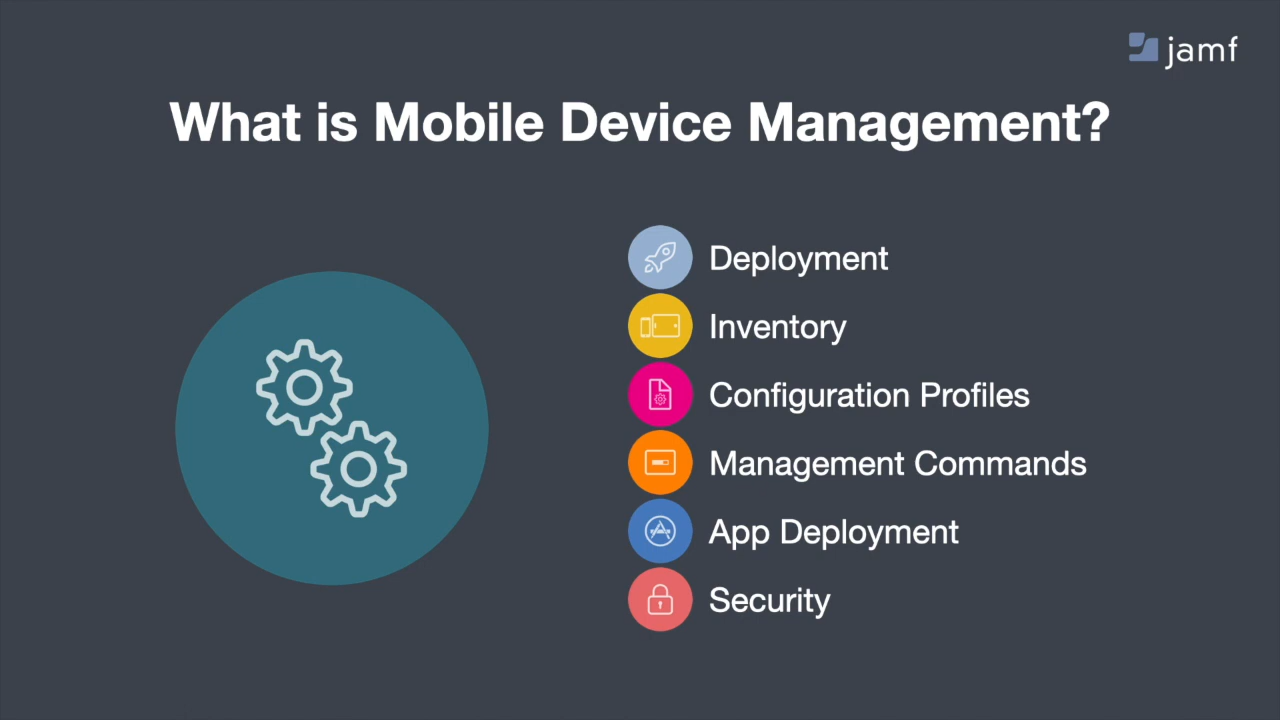 jamf
What is Mobile Device Management?
Deployment
Inventory
Configuration Profiles
Management Commands
App Deployment
Security